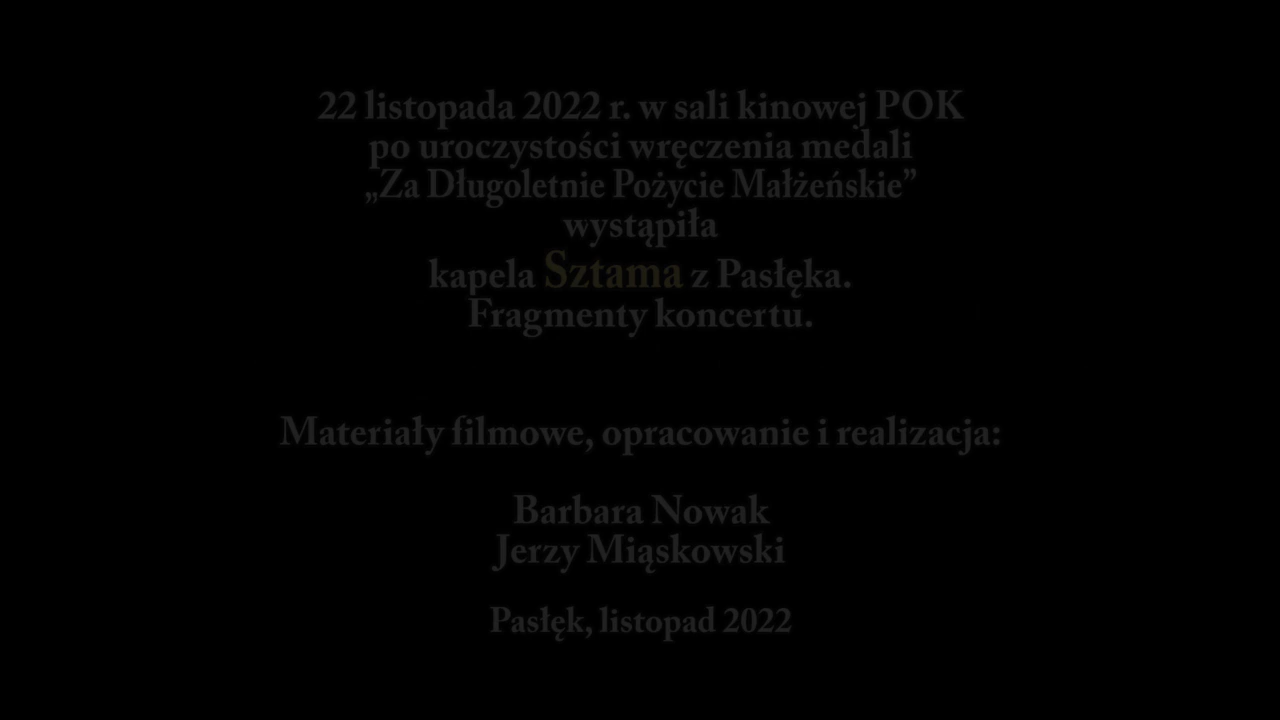 22 listopada 2022 r. w sali kinowej POK
po uroczystości wręczenia medali
„Za Długoletnie Pożycie Małżeńskie”
wystąpiła
kapela Sztama z Pasłęka.
Fragmenty koncertu.
Materiały filmowe, opracowanie i realizacja:
Barbara Nowak
Jerzy Miąskowski
Pasłęk, listopad 2022